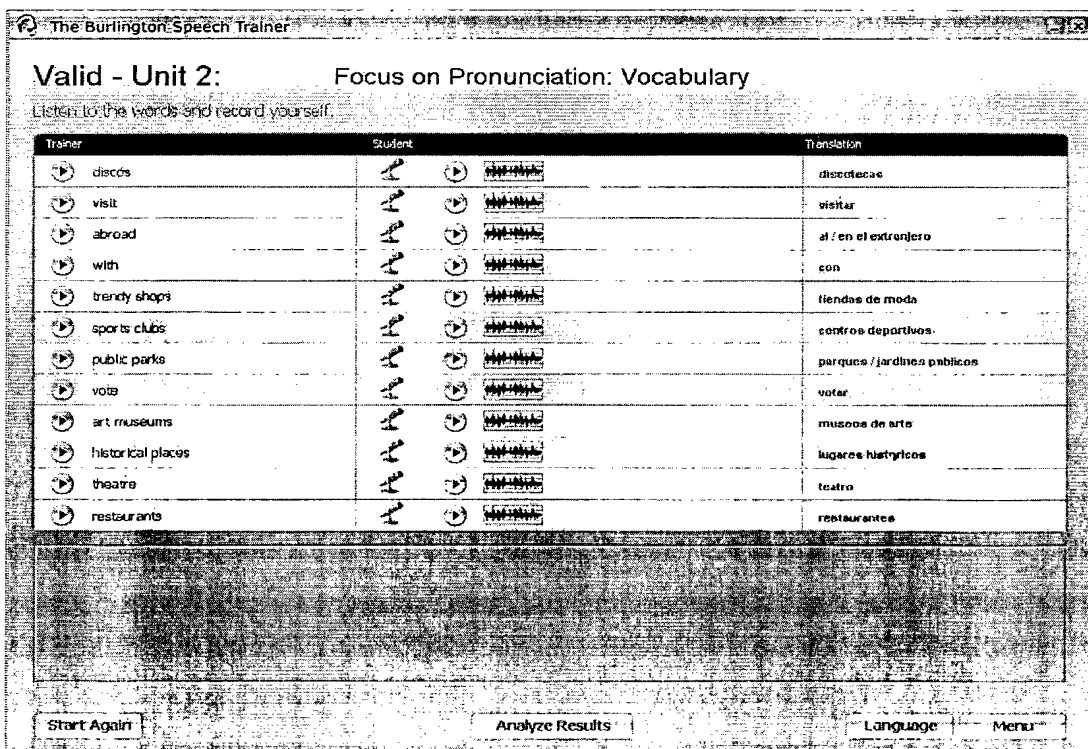 The Burlington Speech Trainer
Valid - Unit 2: Focus on Pronunciation: Vocabulary
Listen to the words and record yourself.
Trainer Student Translation
discos discotecas
visit visitar
abroad al / en el extranjero
with con
trendy shops tiendas de moda
sports clubs centros deportivos
public parks parques / jardines públicos
vote votar
art museums museos de arte
historical places lugares histγricos
theatre teatro
restaurants restaurantes
Start Again Analyze Results Language Menu